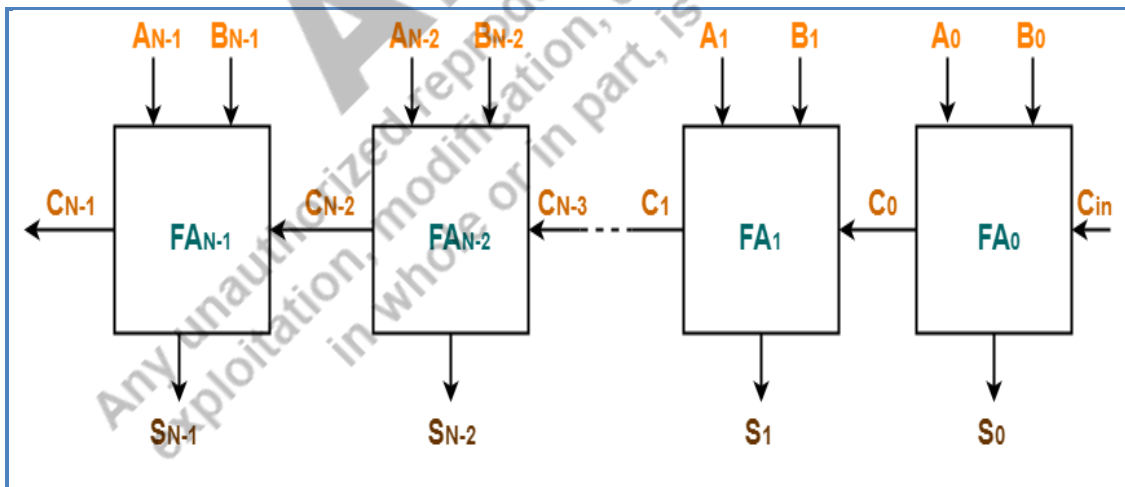 AN-1 BN-1 AN-2 BN-2 A1 B1 A0 B0
CN-1 CN-2 CN-3 C1 C0 Cin
FAN-1 FAN-2 FA1 FA0
SN-1 SN-2 S1 S0
Any unauthorized reprodu
exploitation, modification,
in whole or in part, is